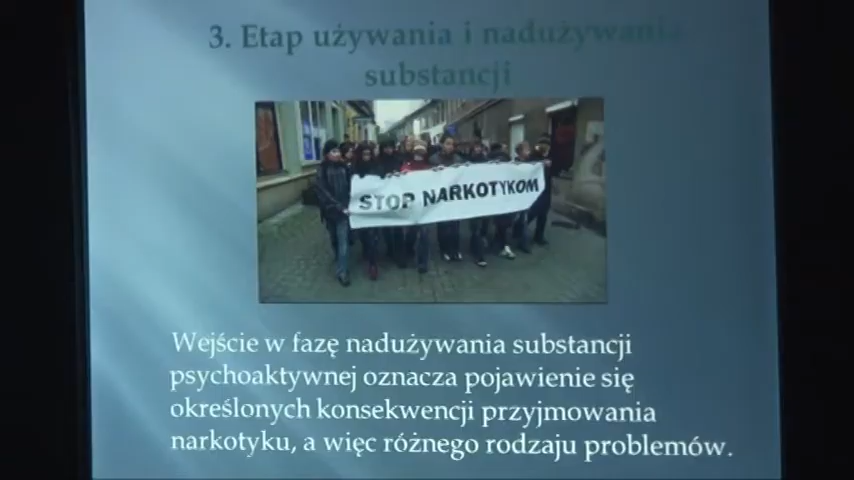 3. Etap używania i nadużywania
substancji
STOP NARKOTYKOM
Wejście w fazę nadużywania substancji
psychoaktywnej oznacza pojawienie się
określonych konsekwencji przyjmowania
narkotyku, a więc różnego rodzaju problemów.